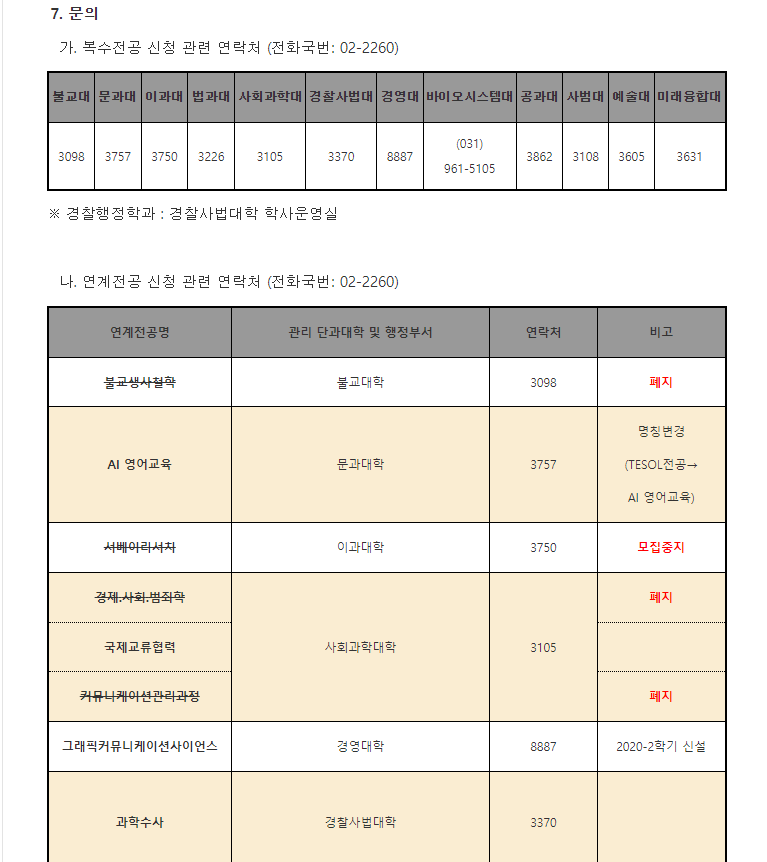 7. 문의
가. 복수전공 신청 관련 연락처 (전화국번: 02-2260)
불교대 문과대 이과대 법과대 사회과학대 경찰사법대 경영대 바이오시스템대 공과대 사범대 예술대 미래융합대
3098 3757 3750 3226 3105 3370 8887 (031) 3862 3108 3605 3631
961-5105
※ 경찰행정학과 : 경찰사법대학 학사운영실
나. 연계전공 신청 관련 연락처 (전화국번: 02-2260)
연계전공명 관리 단과대학 및 행정부서 연락처 비고
불교생사철학 불교대학 3098 폐지
명칭변경
AI 영어교육 문과대학 3757 (TESOL전공→
AI 영어교육)
서베이리서치 이과대학 3750 모집중지
경제.사회.범죄학 폐지
국제교류협력 사회과학대학 3105
커뮤니케이션관리과정 폐지
그래픽커뮤니케이션사이언스 경영대학 8887 2020-2학기 신설
과학수사 경찰사법대학 3370